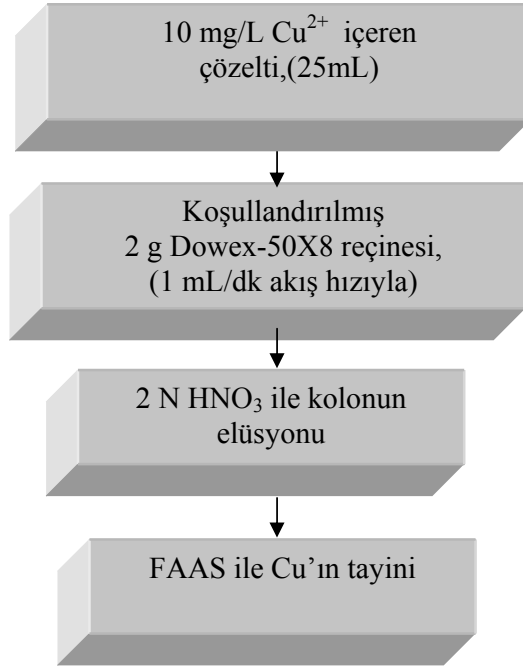 10 mg/L Cu²⁺ içeren
çözelti,(25mL)
Koşullandırılmış
2 g Dowex-50X8 reçinesi,
(1 mL/dk akış hızıyla)
2 N HNO₃ ile kolonun
elüsyonu
FAAS ile Cu’ın tayini